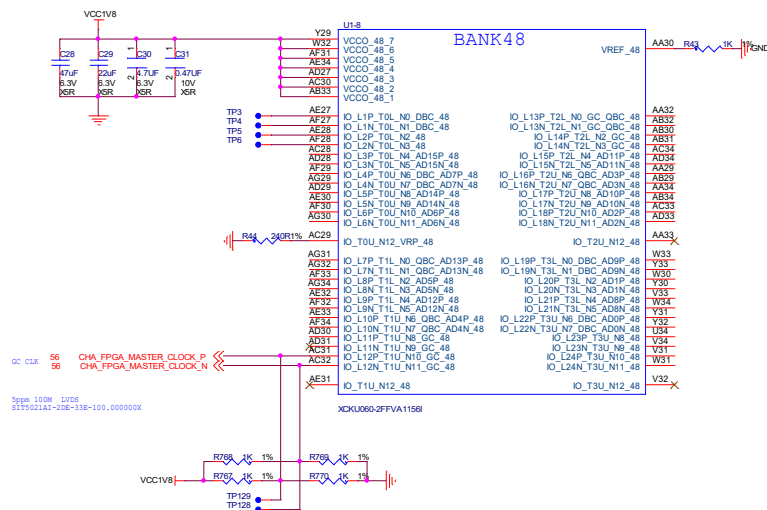 VCC1V8
U1-8
BANK48
C28
47uF
6.3V
X5R
C29
22uF
6.3V
X5R
C30
4.7UF
6.3V
X5R
1
2
C31
0.47UF
10V
X5R
1
2
Y29 VCCO_48_7
W32 VCCO_48_6
AF31 VCCO_48_5
AE34 VCCO_48_4
AD27 VCCO_48_3
AC30 VCCO_48_2
AB33 VCCO_48_1
VREF_48 AA30 R43 1K 1%
GND
TP3 AE27 IO_L1P_T0L_N0_DBC_48
TP4 AF27 IO_L1N_T0L_N1_DBC_48
TP5 AE28 IO_L2P_T0L_N2_48
TP6 AF28 IO_L2N_T0L_N3_48
AC28 IO_L3P_T0L_N4_AD15P_48
AD28 IO_L3N_T0L_N5_AD15N_48
AF29 IO_L4P_T0U_N6_DBC_AD7P_48
AG29 IO_L4N_T0U_N7_DBC_AD7N_48
AD29 IO_L5P_T0U_N8_AD14P_48
AE30 IO_L5N_T0U_N9_AD14N_48
AF30 IO_L6P_T0U_N10_AD6P_48
AG30 IO_L6N_T0U_N11_AD6N_48
IO_L13P_T2L_N0_GC_QBC_48 AA32
IO_L13N_T2L_N1_GC_QBC_48 AB32
IO_L14P_T2L_N2_GC_48 AB30
IO_L14N_T2L_N3_GC_48 AB31
IO_L15P_T2L_N4_AD11P_48 AC34
IO_L15N_T2L_N5_AD11N_48 AD34
IO_L16P_T2U_N6_QBC_AD3P_48 AA29
IO_L16N_T2U_N7_QBC_AD3N_48 AB29
IO_L17P_T2U_N8_AD10P_48 AA34
IO_L17N_T2U_N9_AD10N_48 AB34
IO_L18P_T2U_N10_AD2P_48 AC33
IO_L18N_T2U_N11_AD2N_48 AD33
R44 240R1% AC29 IO_T0U_N12_VRP_48
IO_T2U_N12_48 AA33
AG31 IO_L7P_T1L_N0_QBC_AD13P_48
AG32 IO_L7N_T1L_N1_QBC_AD13N_48
AF33 IO_L8P_T1L_N2_AD5P_48
AG34 IO_L8N_T1L_N3_AD5N_48
AE32 IO_L9P_T1L_N4_AD12P_48
AF32 IO_L9N_T1L_N5_AD12N_48
AE33 IO_L10P_T1U_N6_QBC_AD4P_48
AF34 IO_L10N_T1U_N7_QBC_AD4N_48
AD30 IO_L11P_T1U_N8_GC_48
AD31 IO_L11N_T1U_N9_GC_48
AC31 IO_L12P_T1U_N10_GC_48
AC32 IO_L12N_T1U_N11_GC_48
IO_L19P_T3L_N0_DBC_AD9P_48 W33
IO_L19N_T3L_N1_DBC_AD9N_48 Y33
IO_L20P_T3L_N2_AD1P_48 W30
IO_L20N_T3L_N3_AD1N_48 Y30
IO_L21P_T3L_N4_AD8P_48 V33
IO_L21N_T3L_N5_AD8N_48 W34
IO_L22P_T3U_N6_DBC_AD0P_48 Y31
IO_L22N_T3U_N7_DBC_AD0N_48 Y32
IO_L23P_T3U_N8_48 U34
IO_L23N_T3U_N9_48 V34
IO_L24P_T3U_N10_48 V31
IO_L24N_T3U_N11_48 W31
GC CLK
56 CHA_FPGA_MASTER_CLOCK_P
56 CHA_FPGA_MASTER_CLOCK_N
AE31 IO_T1U_N12_48
IO_T3U_N12_48 V32
5ppm 100M LVDS
SIT5021AI-2DE-33E-100.000000X
XCKU060-2FFVA1156I
R768 1K 1%
R769 1K 1%
VCC1V8
R767 1K 1%
R770 1K 1%
TP129
TP128